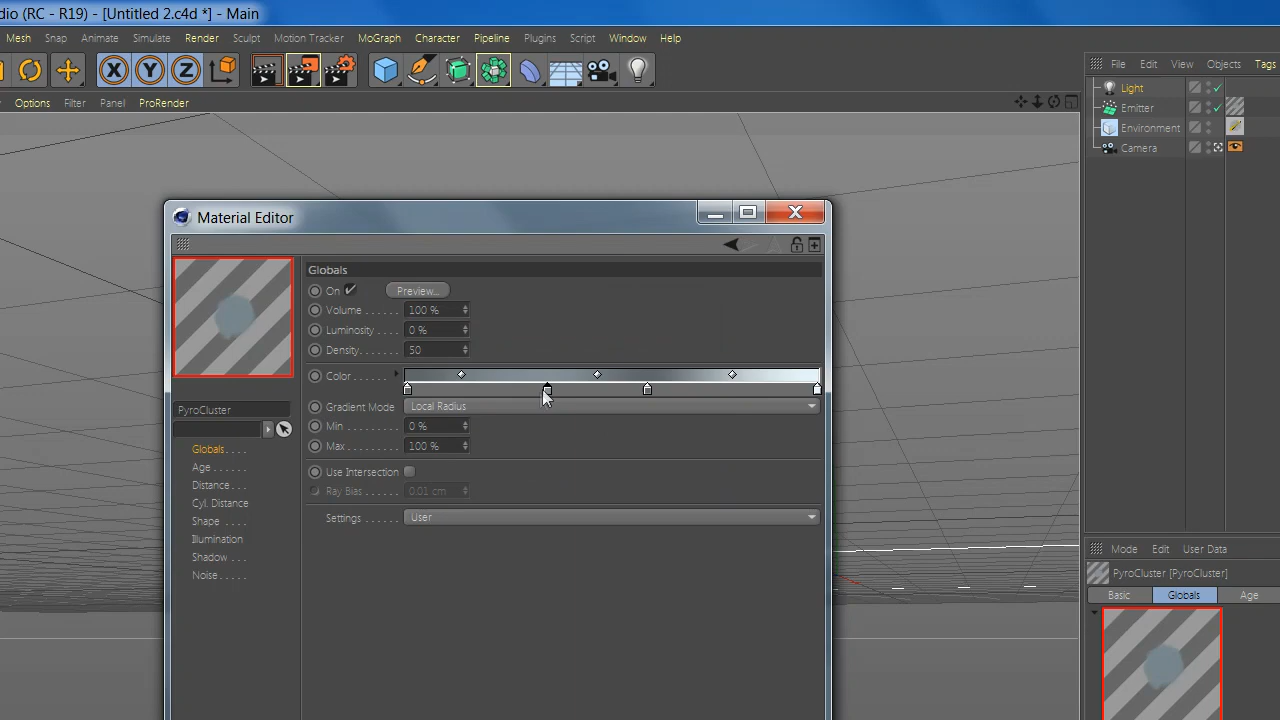 dio (RC - R19) - [Untitled 2.c4d *] - Main
Mesh Snap Animate Simulate Render Sculpt Motion Tracker MoGraph Character Pipeline Plugins Script Window Help
X Y Z
File Edit View Objects Tags
Options Filter Panel ProRender
Light
Emitter
Environment
Camera
Material Editor
Globals
On Preview...
Volume . . . . . . 100 %
Luminosity . . . . 0 %
Density. . . . . . . 50
Color . . . . . . . .
Gradient Mode Local Radius
Min . . . . . . . . . 0 %
Max . . . . . . . . . 100 %
Use Intersection
Ray Bias. . . . . . 0.01 cm
Settings . . . . . . User
PyroCluster
Globals . . . .
Age . . . . . .
Distance . . . .
Cyl. Distance
Shape . . . .
Illumination
Shadow . . .
Noise . . . . .
Mode Edit User Data
PyroCluster [PyroCluster]
Basic Globals Age